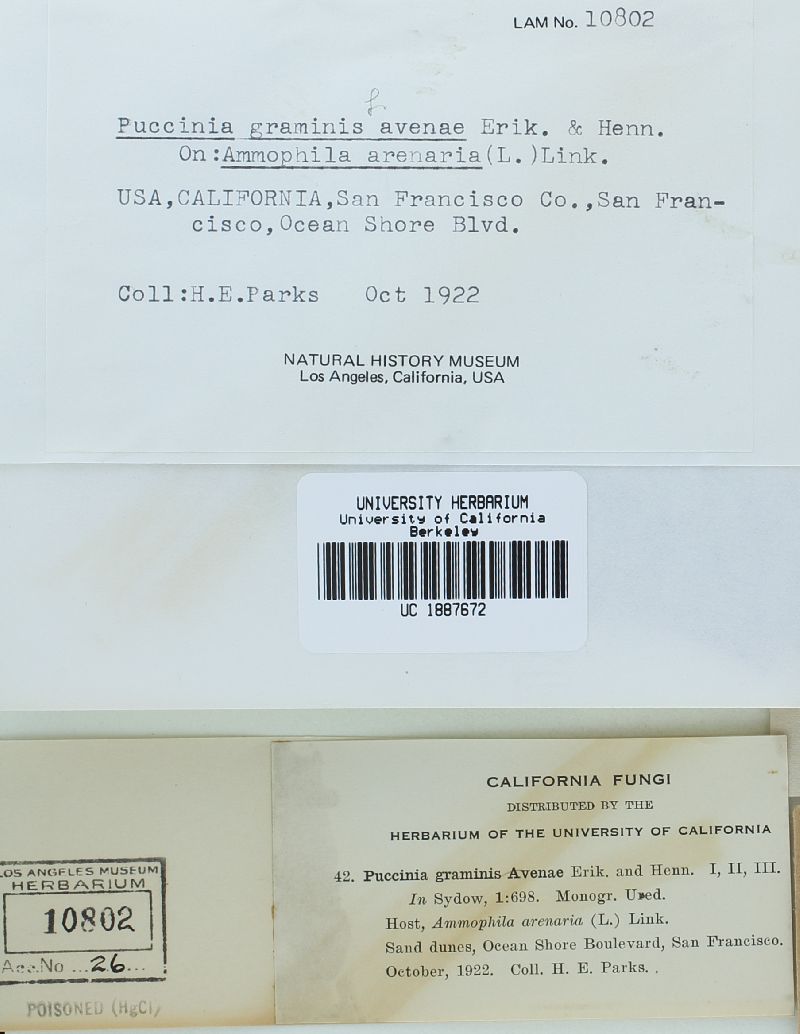 LAM No. 10802
f
Puccinia graminis avenae Erik. & Henn.
On:Ammophila arenaria(L.)Link.
USA,CALIFORNIA,San Francisco Co.,San Fran-
cisco,Ocean Shore Blvd.
Coll:H.E.Parks Oct 1922
NATURAL HISTORY MUSEUM
Los Angeles, California, USA
UNIVERSITY HERBARIUM
University of California
Berkeley
UC 1887672
CALIFORNIA FUNGI
DISTRIBUTED BY THE
HERBARIUM OF THE UNIVERSITY OF CALIFORNIA
42. Puccinia graminis Avenae Erik. and Henn. I, II, III.
In Sydow, 1:698. Monogr. Ured.
Host, Ammophila arenaria (L.) Link.
Sand dunes, Ocean Shore Boulevard, San Francisco.
October, 1922. Coll. H. E. Parks.
LOS ANGELES MUSEUM
HERBARIUM
10802
Acc.No ...26...
POISONED (HgCl